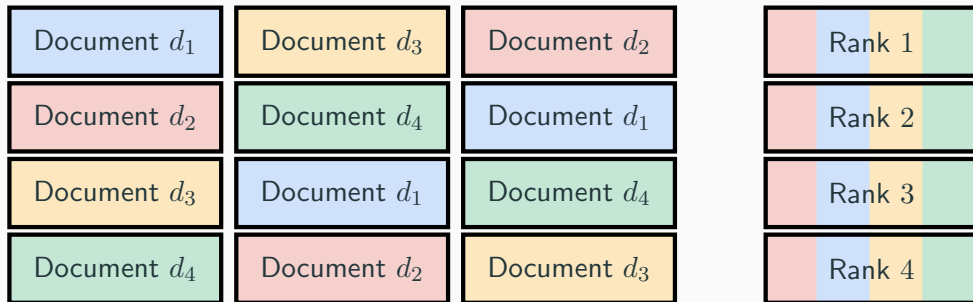 Document d₁ Document d₃ Document d₂ Rank 1
Document d₂ Document d₄ Document d₁ Rank 2
Document d₃ Document d₁ Document d₄ Rank 3
Document d₄ Document d₂ Document d₃ Rank 4